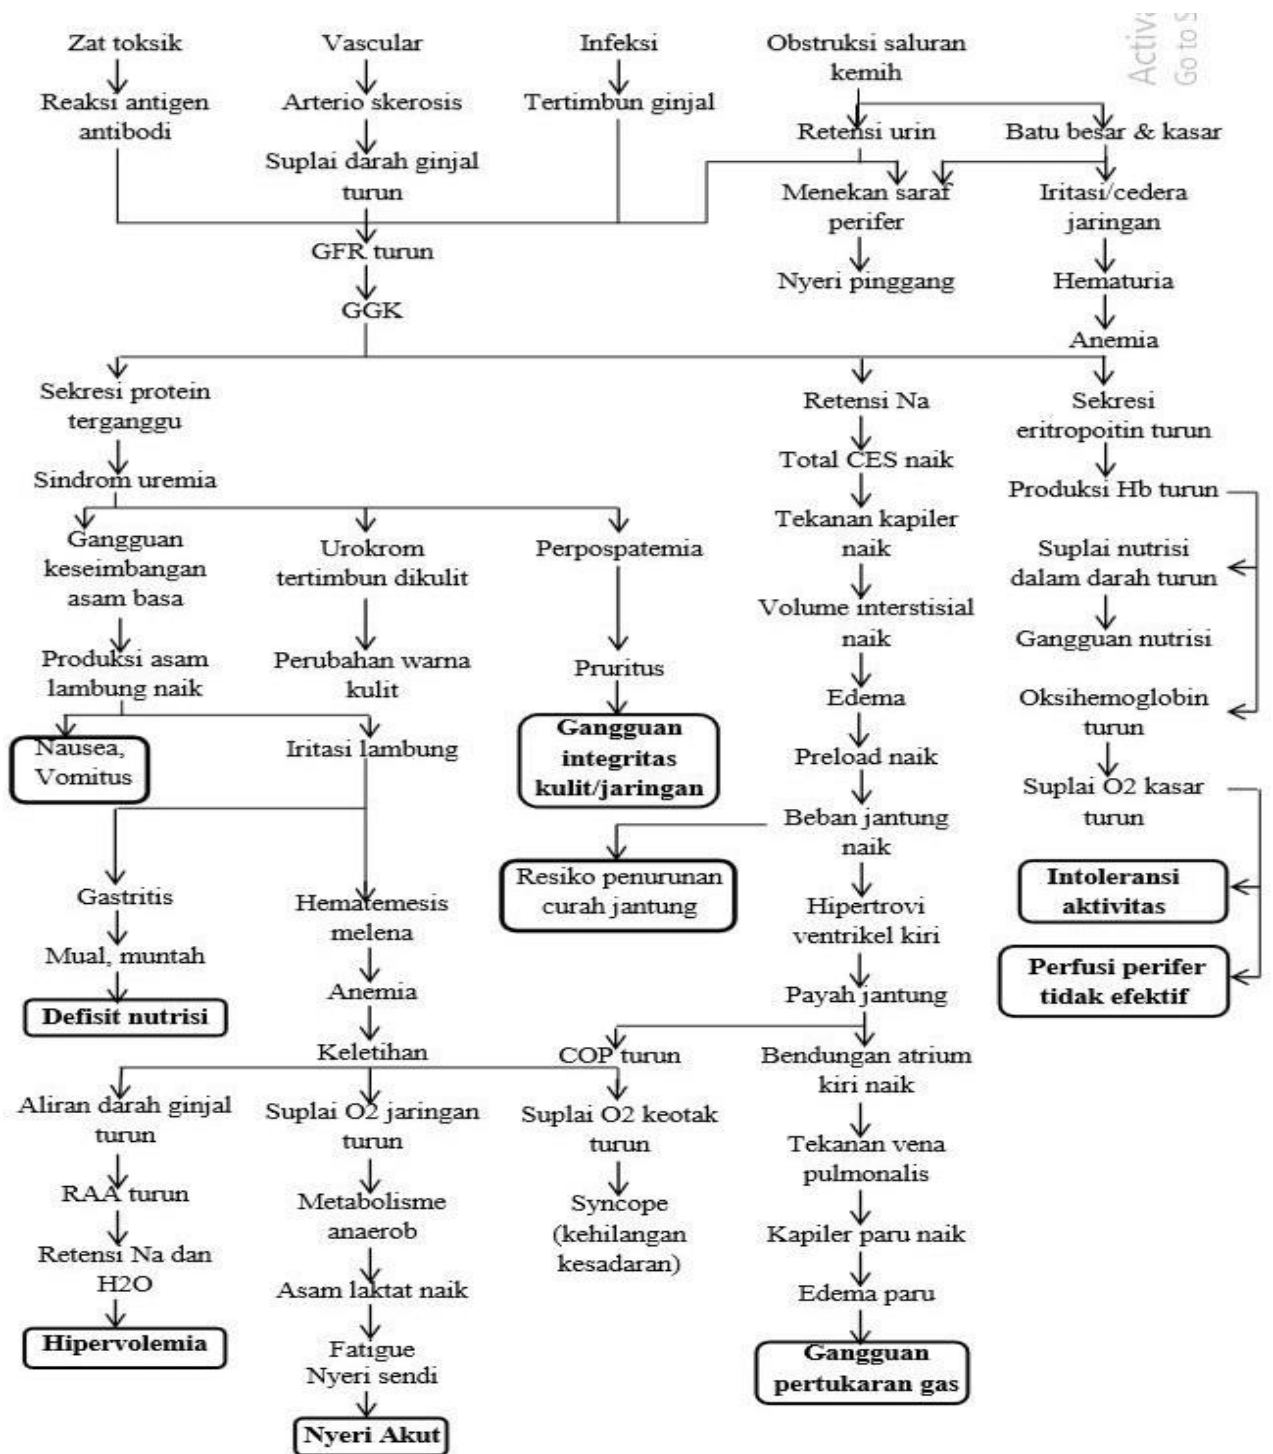 Activa
Go to S
Zat toksik
Vascular
Infeksi
Obstruksi saluran
kemih
Reaksi antigen
antibodi
Arterio skerosis
Tertimbun ginjal
Retensi urin
Batu besar & kasar
Suplai darah ginjal
turun
Menekan saraf
perifer
Iritasi/cedera
jaringan
GFR turun
Nyeri pinggang
Hematuria
GGK
Anemia
Sekresi protein
terganggu
Retensi Na
Sekresi
eritropoitin turun
Sindrom uremia
Total CES naik
Produksi Hb turun
Gangguan
keseimbangan
asam basa
Urokrom
tertimbun dikulit
Perpospatemia
Tekanan kapiler
naik
Suplai nutrisi
dalam darah turun
Volume interstisial
naik
Gangguan nutrisi
Produksi asam
lambung naik
Perubahan warna
kulit
Pruritus
Edema
Oksihemoglobin
turun
Nausea,
Vomitus
Iritasi lambung
Gangguan
integritas
kulit/jaringan
Preload naik
Suplai O2 kasar
turun
Beban jantung
naik
Resiko penurunan
curah jantung
Intoleransi
aktivitas
Gastritis
Hematemesis
melena
Hipertrovi
ventrikel kiri
Mual, muntah
Perfusi perifer
tidak efektif
Defisit nutrisi
Anemia
Payah jantung
Keletihan
COP turun
Bendungan atrium
kiri naik
Aliran darah ginjal
turun
Suplai O2 jaringan
turun
Suplai O2 keotak
turun
Tekanan vena
pulmonalis
RAA turun
Metabolisme
anaerob
Syncope
(kehilangan
kesadaran)
Kapiler paru naik
Retensi Na dan
H2O
Asam laktat naik
Edema paru
Hipervolemia
Fatigue
Nyeri sendi
Gangguan
pertukaran gas
Nyeri Akut